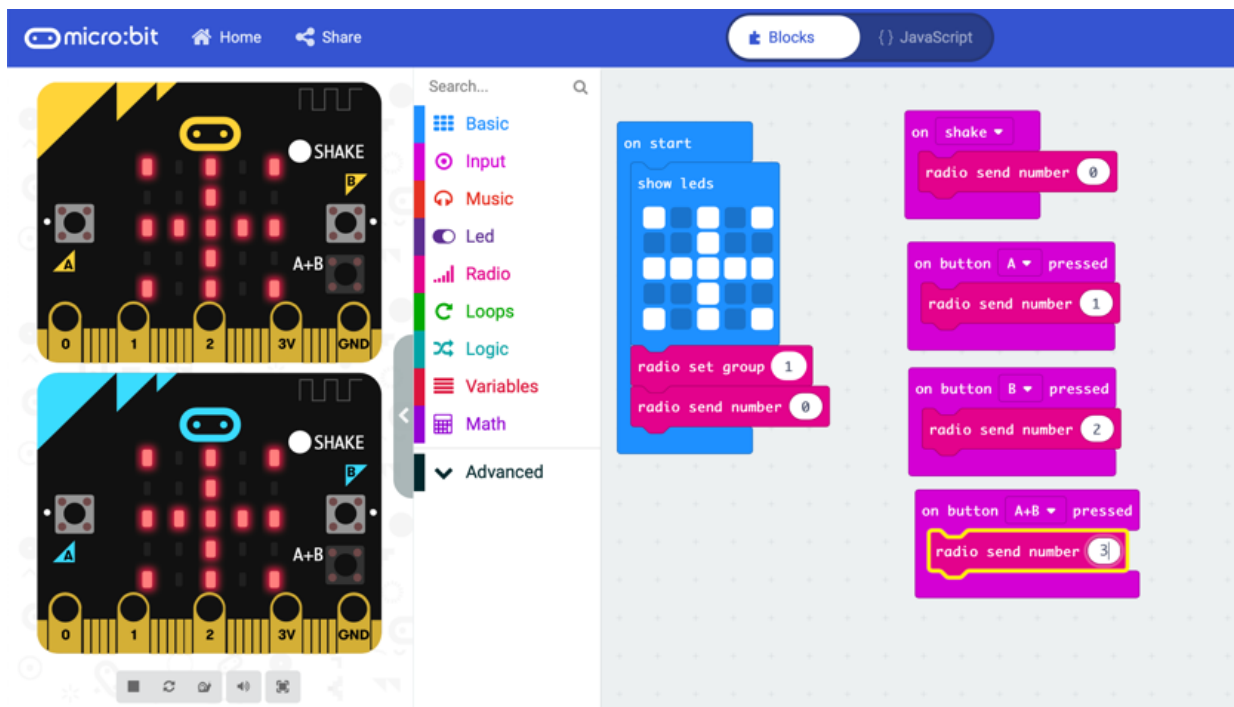 micro:bit Home Share Blocks {} JavaScript
SHAKE
B
A
A+B
0 1 2 3V GND
SHAKE
B
A
A+B
0 1 2 3V GND
Search...
Basic
Input
Music
Led
Radio
Loops
Logic
Variables
Math
Advanced
on start
show leds
radio set group 1
radio send number 0
on shake
radio send number 0
on button A pressed
radio send number 1
on button B pressed
radio send number 2
on button A+B pressed
radio send number 3